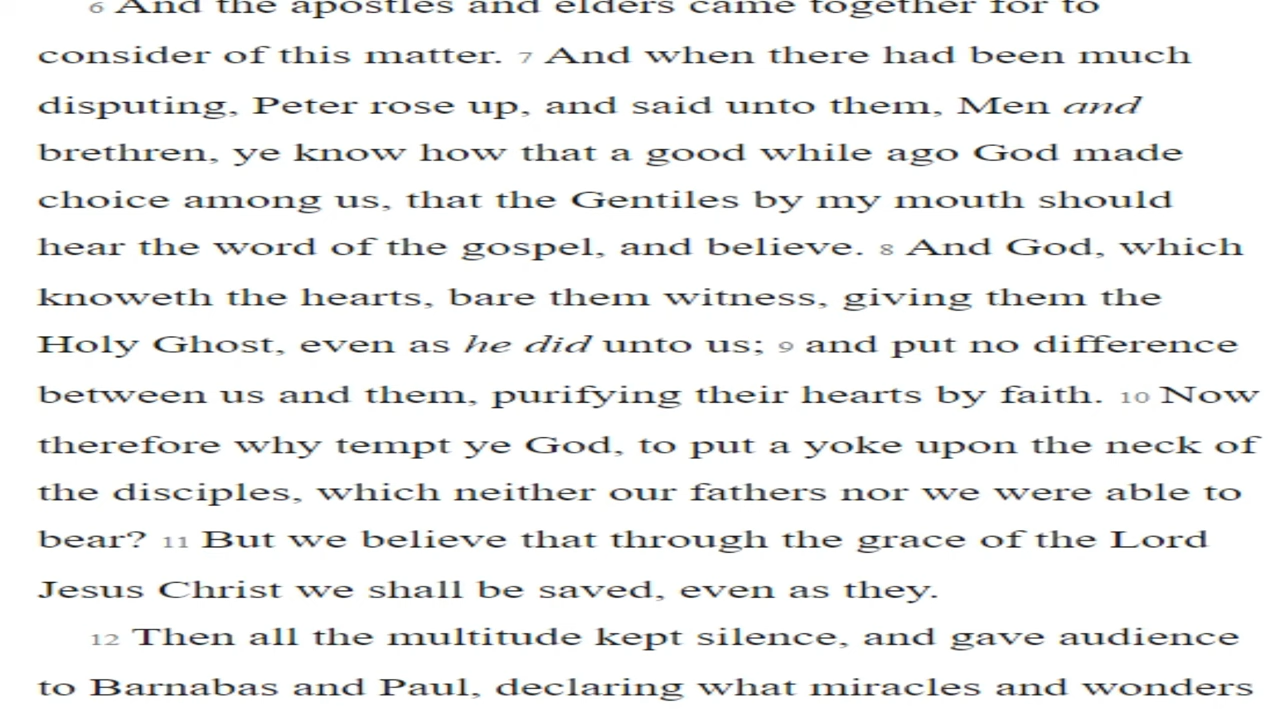 6 And the apostles and elders came together for to
consider of this matter. 7 And when there had been much
disputing, Peter rose up, and said unto them, Men and
brethren, ye know how that a good while ago God made
choice among us, that the Gentiles by my mouth should
hear the word of the gospel, and believe. 8 And God, which
knoweth the hearts, bare them witness, giving them the
Holy Ghost, even as he did unto us; 9 and put no difference
between us and them, purifying their hearts by faith. 10 Now
therefore why tempt ye God, to put a yoke upon the neck of
the disciples, which neither our fathers nor we were able to
bear? 11 But we believe that through the grace of the Lord
Jesus Christ we shall be saved, even as they.
12 Then all the multitude kept silence, and gave audience
to Barnabas and Paul, declaring what miracles and wonders